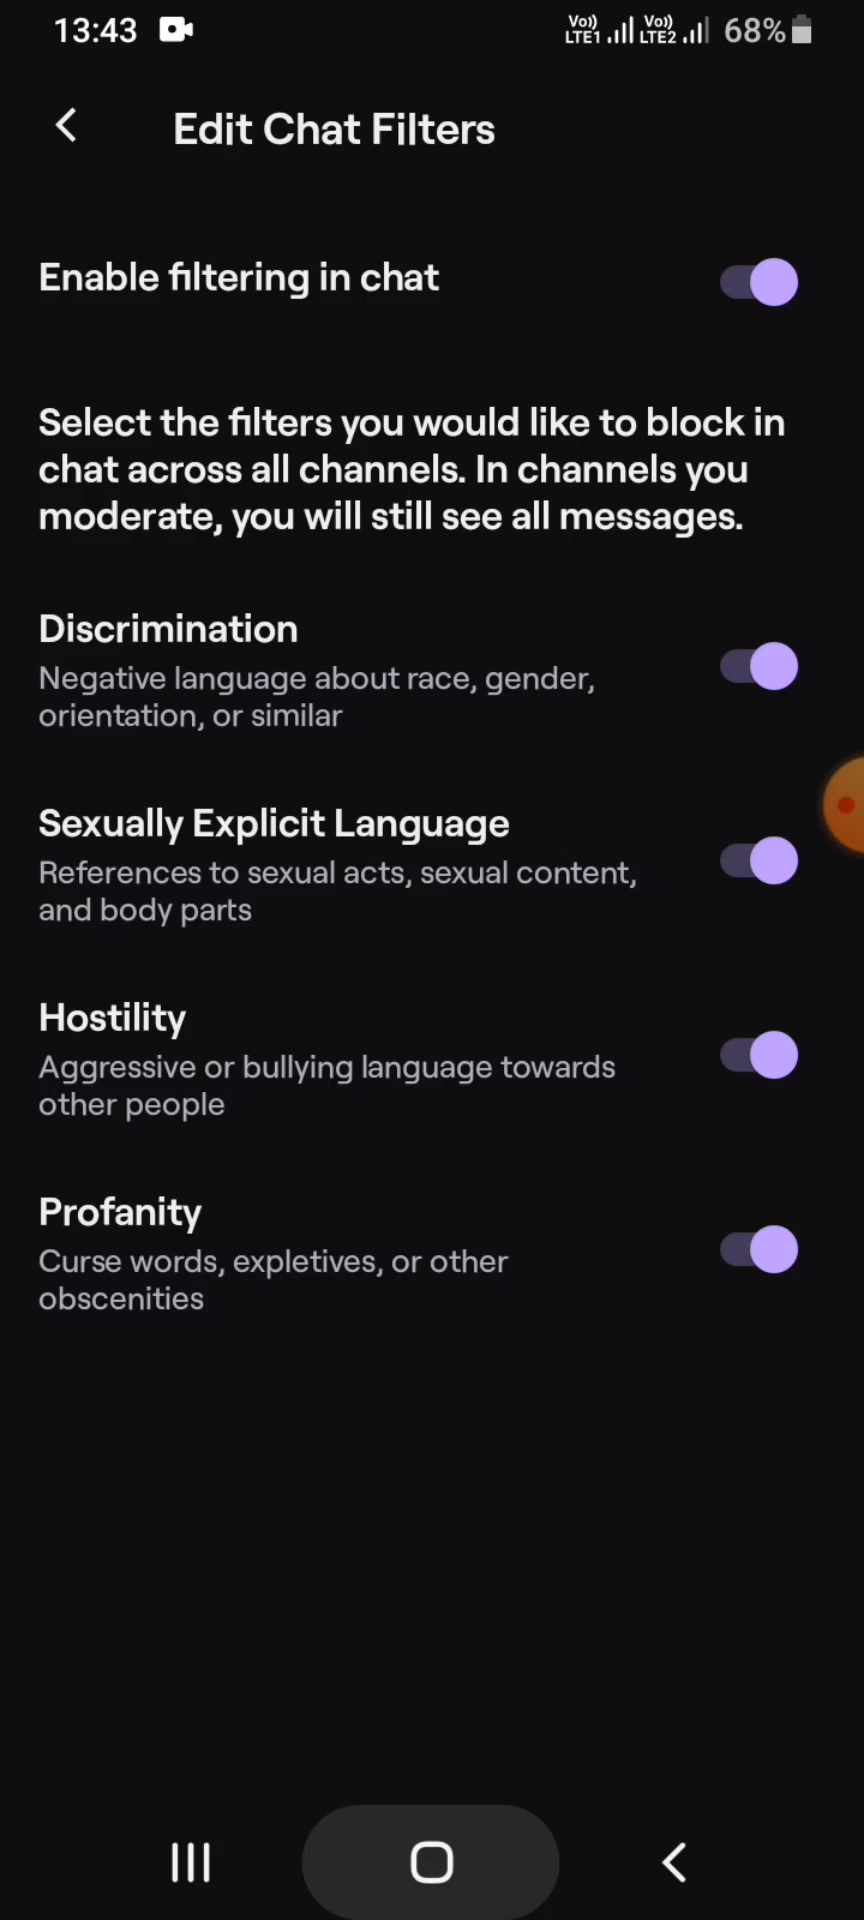 13:43
Vo)) LTE1 Vo)) LTE2 68%
Edit Chat Filters
Enable filtering in chat
Select the filters you would like to block in
chat across all channels. In channels you
moderate, you will still see all messages.
Discrimination
Negative language about race, gender,
orientation, or similar
Sexually Explicit Language
References to sexual acts, sexual content,
and body parts
Hostility
Aggressive or bullying language towards
other people
Profanity
Curse words, expletives, or other
obscenities